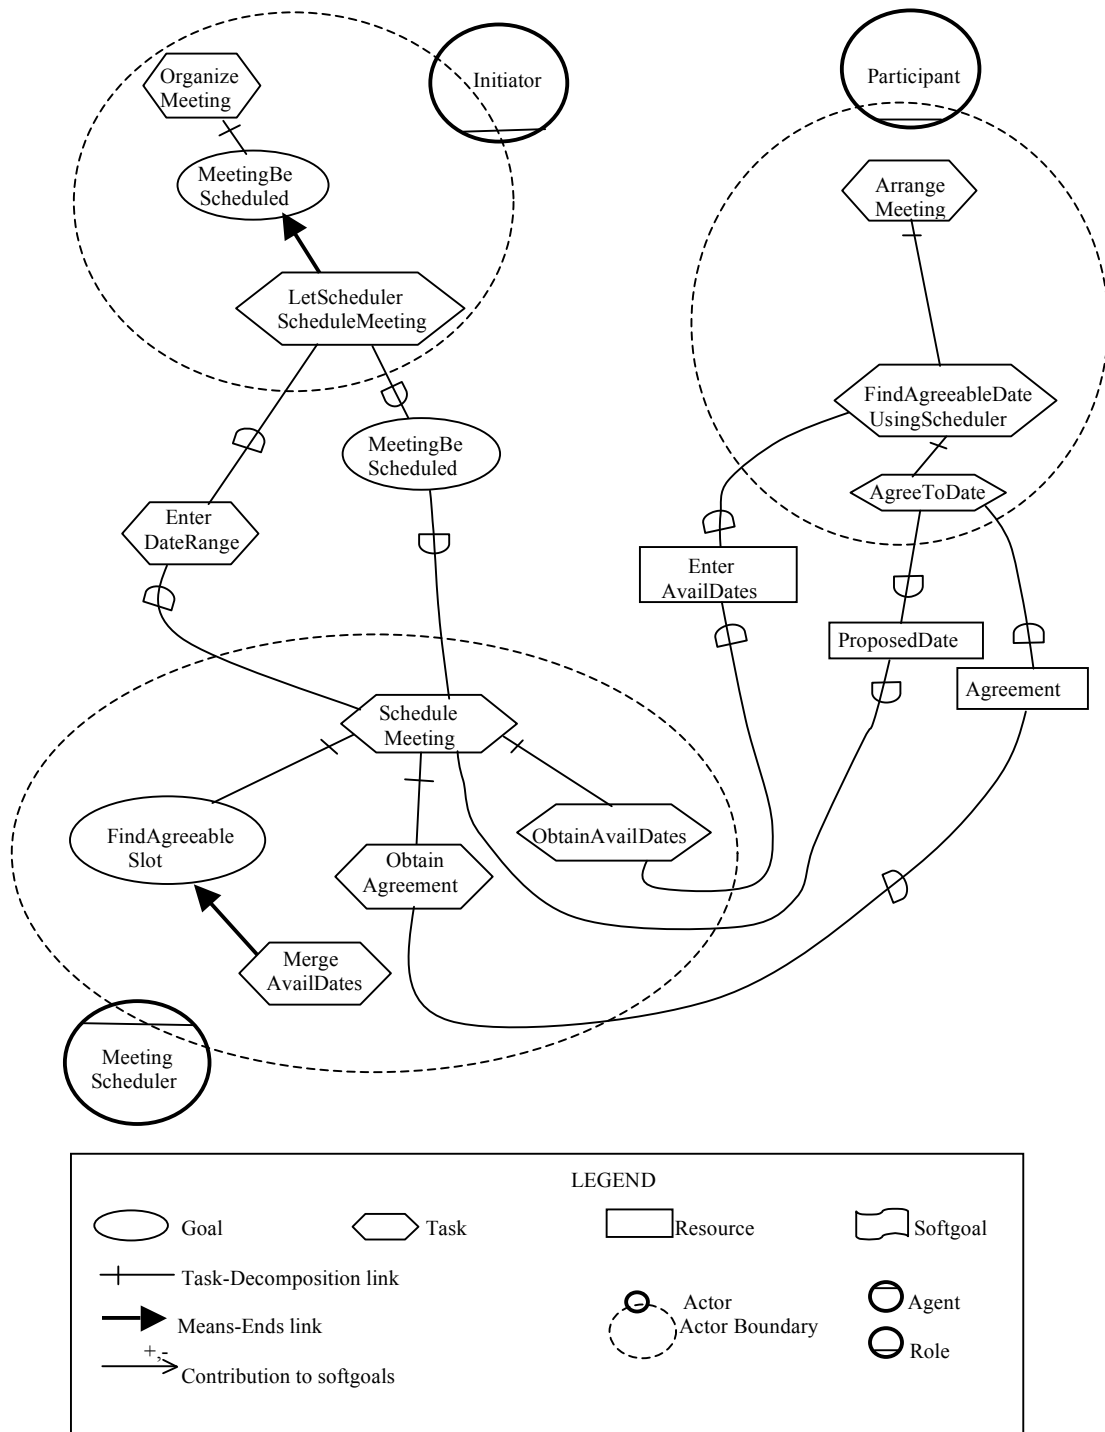 Organize
Meeting
MeetingBe
Scheduled
LetScheduler
ScheduleMeeting
Initiator
Participant
Arrange
Meeting
FindAgreeableDate
UsingScheduler
AgreeToDate
MeetingBe
Scheduled
Enter
DateRange
Enter
AvailDates
ProposedDate
Agreement
Schedule
Meeting
FindAgreeable
Slot
Obtain
Agreement
ObtainAvailDates
Merge
AvailDates
Meeting
Scheduler
LEGEND
Goal
Task
Resource
Softgoal
Task-Decomposition link
Means-Ends link
+,-
Contribution to softgoals
Actor
Actor Boundary
Agent
Role